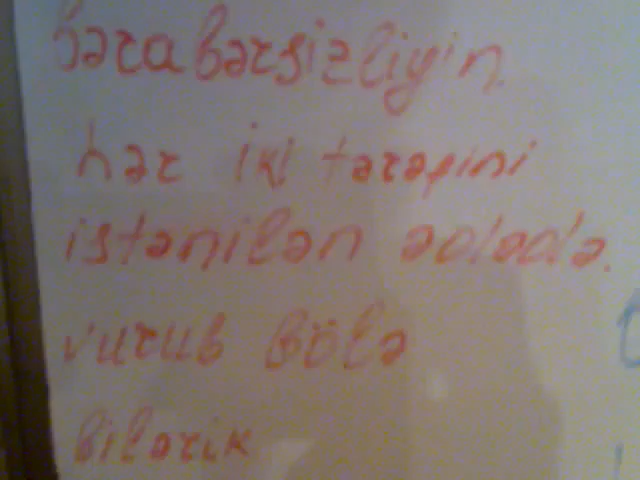 bərabərsizliyin
hər iki tərəfini
istənilən ədədə.
vurub bölə
bilərik